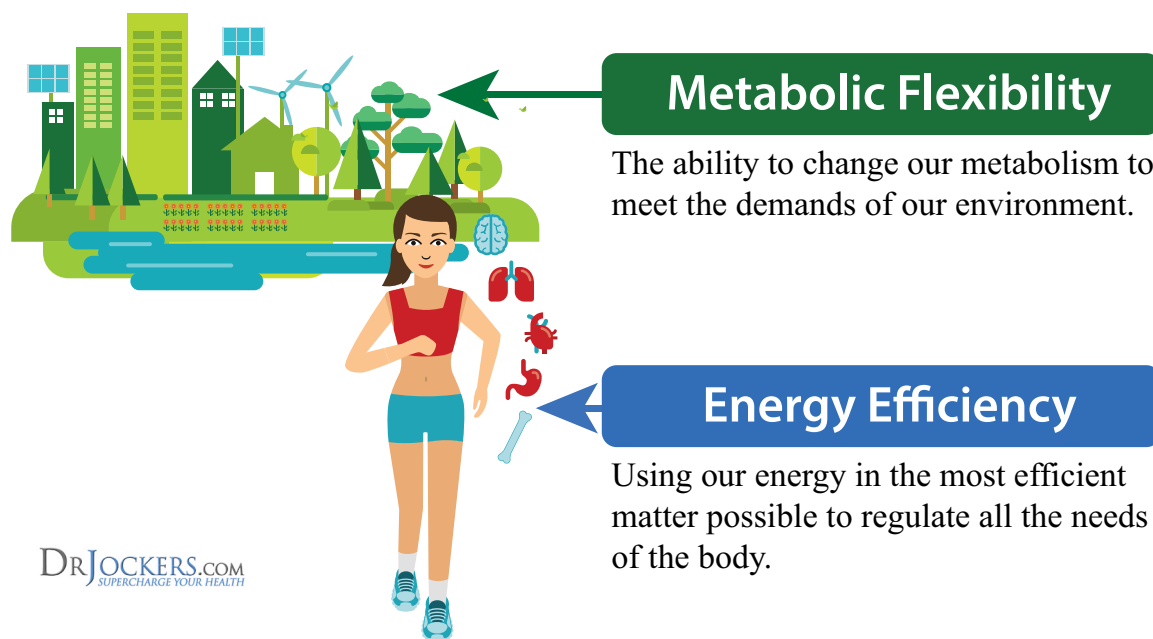 Metabolic Flexibility
The ability to change our metabolism to
meet the demands of our environment.
Energy Efficiency
Using our energy in the most efficient
matter possible to regulate all the needs
of the body.
DRJOCKERS.COM
SUPERCHARGE YOUR HEALTH